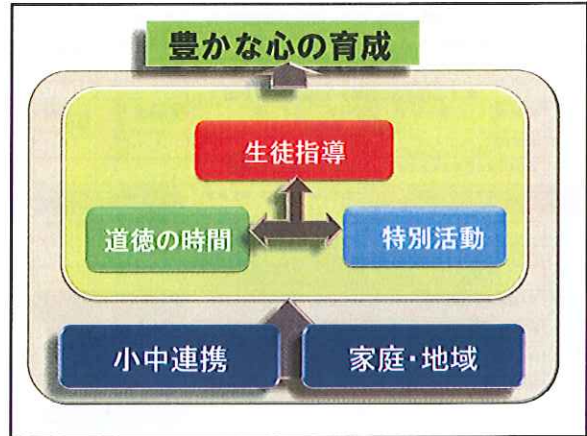 豊かな心の育成
生徒指導
道徳の時間
特別活動
小中連携
家庭・地域